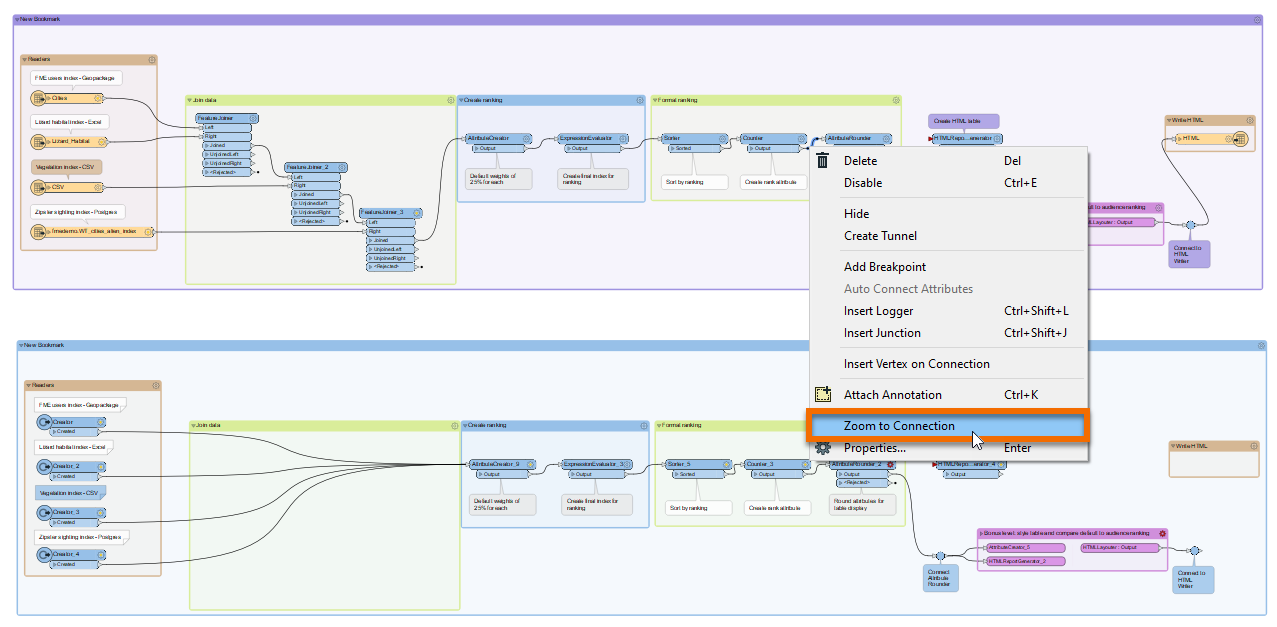 New Bookmark
Readers
FME users index - Geopackage
Cities
Lizard habitat index - Excel
Lizard_Habitat
Vegetation index - CSV
CSV
Zipster sighting index - Postgres
fmedemo.WT_cities_alien_index
Join data
FeatureJoiner
Left
Right
Joined
UnjoinedLeft
UnjoinedRight
<Rejected>
FeatureJoiner_2
Left
Right
Joined
UnjoinedLeft
UnjoinedRight
<Rejected>
FeatureJoiner_3
Left
Right
Joined
UnjoinedLeft
UnjoinedRight
<Rejected>
Create ranking
AttributeCreator
Output
Default weights of
25% for each
ExpressionEvaluator
Output
Create final index for
ranking
Format ranking
Sorter
Sorted
Sort by ranking
Counter
Output
Create rank attribute
AttributeRounder
Create HTML table
HTMLRepo...enerator
Write HTML
HTML
ult to audience ranking
MLLayouter : Output
Connect to
HTML
Writer
Delete Del
Disable Ctrl+E
Hide
Create Tunnel
Add Breakpoint
Auto Connect Attributes
Insert Logger Ctrl+Shift+L
Insert Junction Ctrl+Shift+J
Insert Vertex on Connection
Attach Annotation Ctrl+K
Zoom to Connection
Properties... Enter
New Bookmark
Readers
FME users index - Geopackage
Creator
Created
Lizard habitat index - Excel
Creator_2
Created
Vegetation index - CSV
Creator_3
Created
Zipster sighting index - Postgres
Creator_4
Created
Join data
Create ranking
AttributeCreator_9
Output
Default weights of
25% for each
ExpressionEvaluator_3
Output
Create final index for
ranking
Format ranking
Sorter_5
Sorted
Sort by ranking
Counter_3
Output
Create rank attribute
AttributeRounder_2
Output
<Rejected>
Round attributes for
table display
HTMLRepo...enerator_4
Output
Write HTML
Connect
Attribute
Rounder
Bonus level: style table and compare default to audience ranking
AttributeCreator_5
HTMLReportGenerator_2
HTMLLayouter : Output
Connect to
HTML
Writer